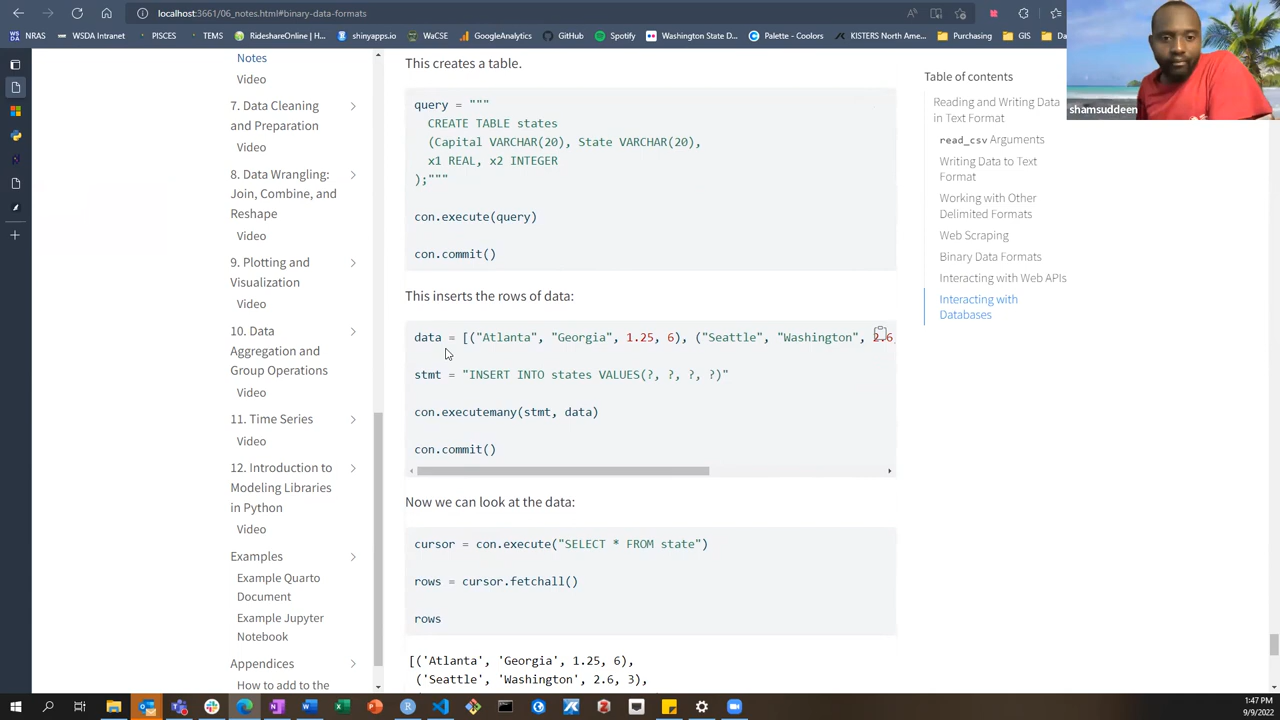 localhost:3661/06_notes.html#binary-data-formats
NRAS
WSDA Intranet
PISCES
TEMS
RideshareOnline | H...
shinyapps.io
WaCSE
GoogleAnalytics
GitHub
Spotify
Washington State D...
Palette - Coolors
KISTERS North Ame...
Purchasing
GIS
Da
shamsuddeen
Notes
Video
7. Data Cleaning
and Preparation
Video
8. Data Wrangling:
Join, Combine, and
Reshape
Video
9. Plotting and
Visualization
Video
10. Data
Aggregation and
Group Operations
Video
11. Time Series
Video
12. Introduction to
Modeling Libraries
in Python
Video
Examples
Example Quarto
Document
Example Jupyter
Notebook
Appendices
How to add to the
This creates a table.
query = """
CREATE TABLE states
(Capital VARCHAR(20), State VARCHAR(20),
x1 REAL, x2 INTEGER
);"""
con.execute(query)
con.commit()
This inserts the rows of data:
data = [("Atlanta", "Georgia", 1.25, 6), ("Seattle", "Washington", 2.6
stmt = "INSERT INTO states VALUES(?, ?, ?, ?)"
con.executemany(stmt, data)
con.commit()
Now we can look at the data:
cursor = con.execute("SELECT * FROM state")
rows = cursor.fetchall()
rows
[('Atlanta', 'Georgia', 1.25, 6),
('Seattle', 'Washington', 2.6, 3),
Table of contents
Reading and Writing Data
in Text Format
read_csv Arguments
Writing Data to Text
Format
Working with Other
Delimited Formats
Web Scraping
Binary Data Formats
Interacting with Web APIs
Interacting with
Databases
1:47 PM
9/9/2022